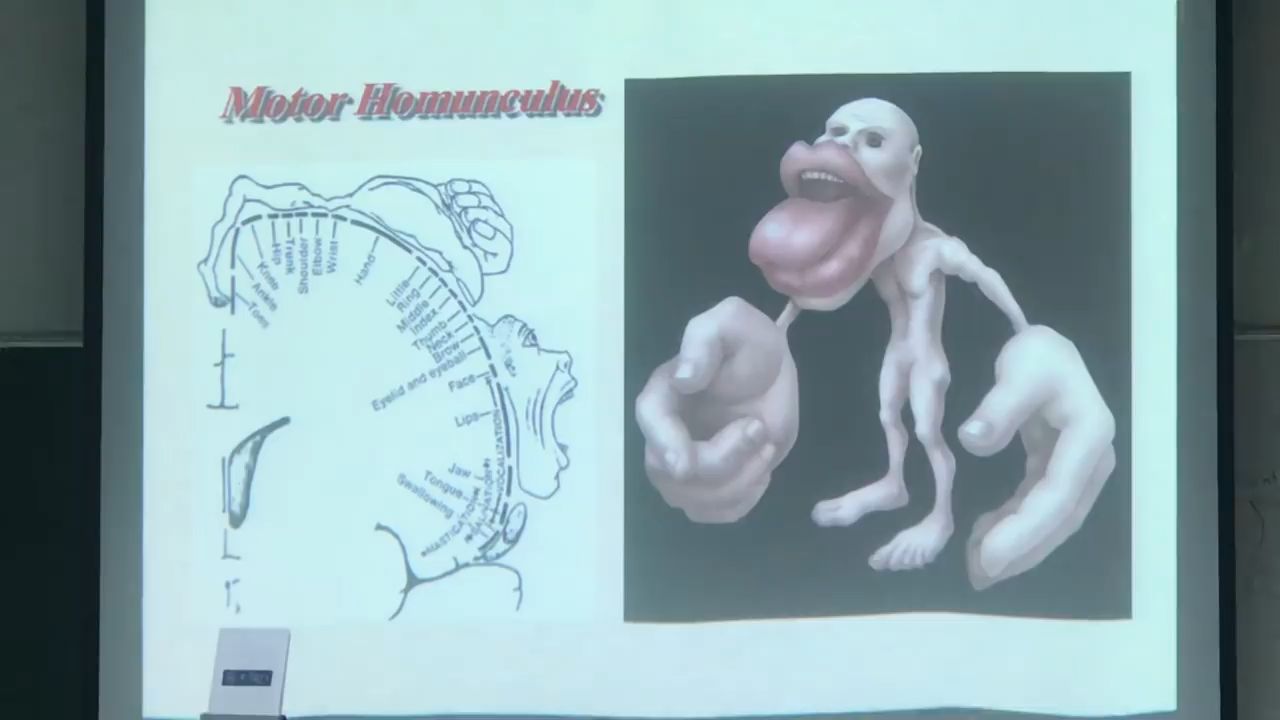 Motor Homunculus
Toes
Ankle
Knee
Hip
Trunk
Shoulder
Elbow
Wrist
Hand
Little
Ring
Middle
Index
Thumb
Neck
Brow
Eyelid and eyeball
Face
Lips
VOCALIZATION
Jaw
Tongue
Swallowing
MASTICATION